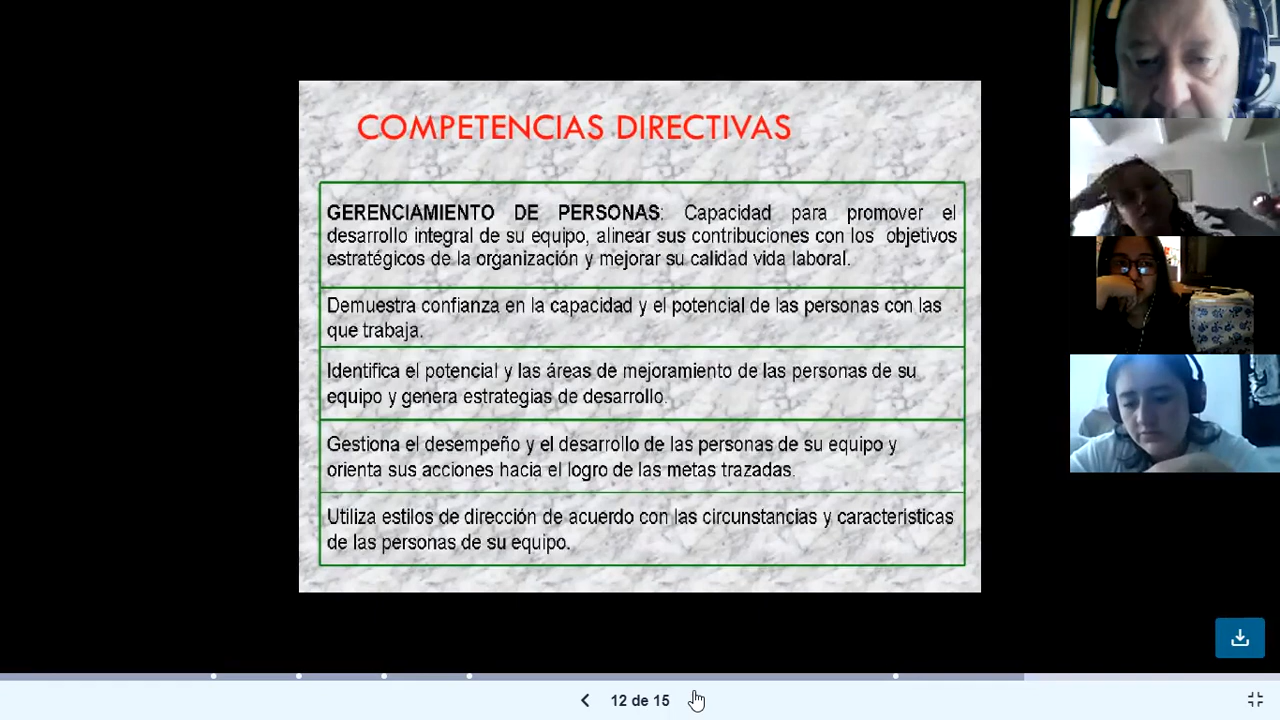 COMPETENCIAS DIRECTIVAS
GERENCIAMIENTO DE PERSONAS: Capacidad para promover el
desarrollo integral de su equipo, alinear sus contribuciones con los objetivos
estratégicos de la organización y mejorar su calidad vida laboral.
Demuestra confianza en la capacidad y el potencial de las personas con las
que trabaja.
Identifica el potencial y las áreas de mejoramiento de las personas de su
equipo y genera estrategias de desarrollo.
Gestiona el desempeño y el desarrollo de las personas de su equipo y
orienta sus acciones hacia el logro de las metas trazadas.
Utiliza estilos de dirección de acuerdo con las circunstancias y características
de las personas de su equipo.
12 de 15